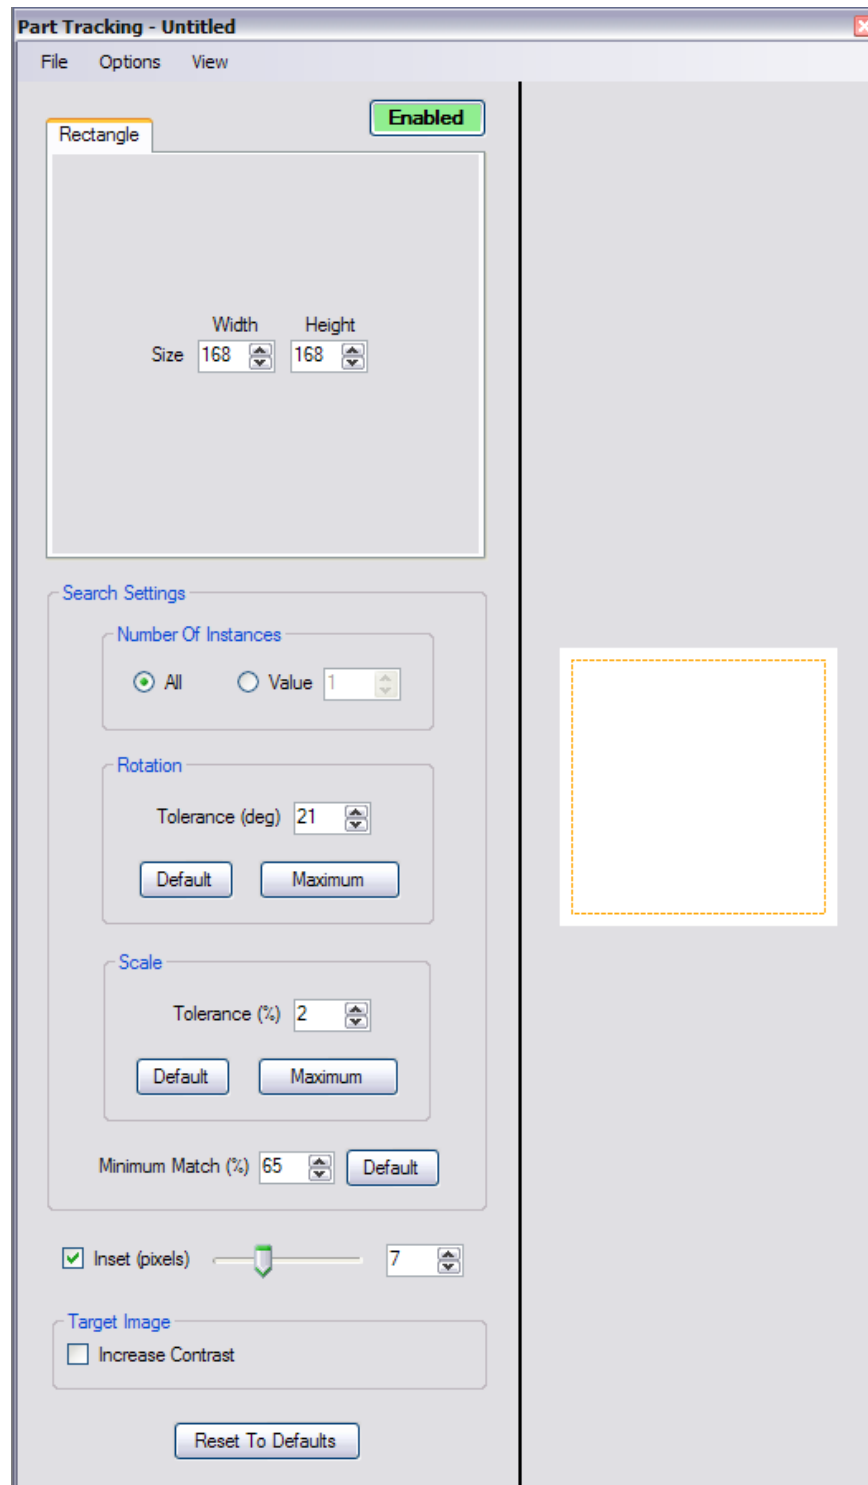 Part Tracking - Untitled
File Options View
Enabled
Rectangle
Width Height
Size 168 168
Search Settings
Number Of Instances
All Value 1
Rotation
Tolerance (deg) 21
Default Maximum
Scale
Tolerance (%) 2
Default Maximum
Minimum Match (%) 65 Default
Inset (pixels) 7
Target Image
Increase Contrast
Reset To Defaults